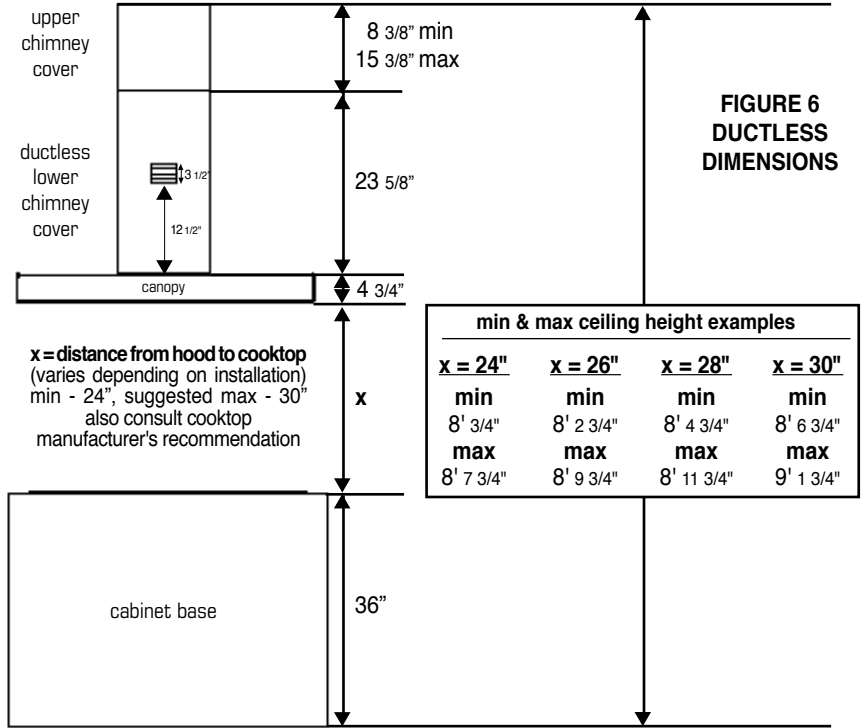 upper
chimney
cover
8 3/8” min
15 3/8” max
FIGURE 6
DUCTLESS
DIMENSIONS
ductless
lower
chimney
cover
3 1/2"
23 5/8”
12 1/2"
canopy
4 3/4”
x = distance from hood to cooktop
(varies depending on installation)
min - 24”, suggested max - 30”
also consult cooktop
manufacturer's recommendation
x
min & max ceiling height examples
x = 24" x = 26" x = 28" x = 30"
min min min min
8' 3/4" 8' 2 3/4" 8' 4 3/4" 8' 6 3/4"
max max max max
8' 7 3/4" 8' 9 3/4" 8' 11 3/4" 9' 1 3/4"
cabinet base
36”